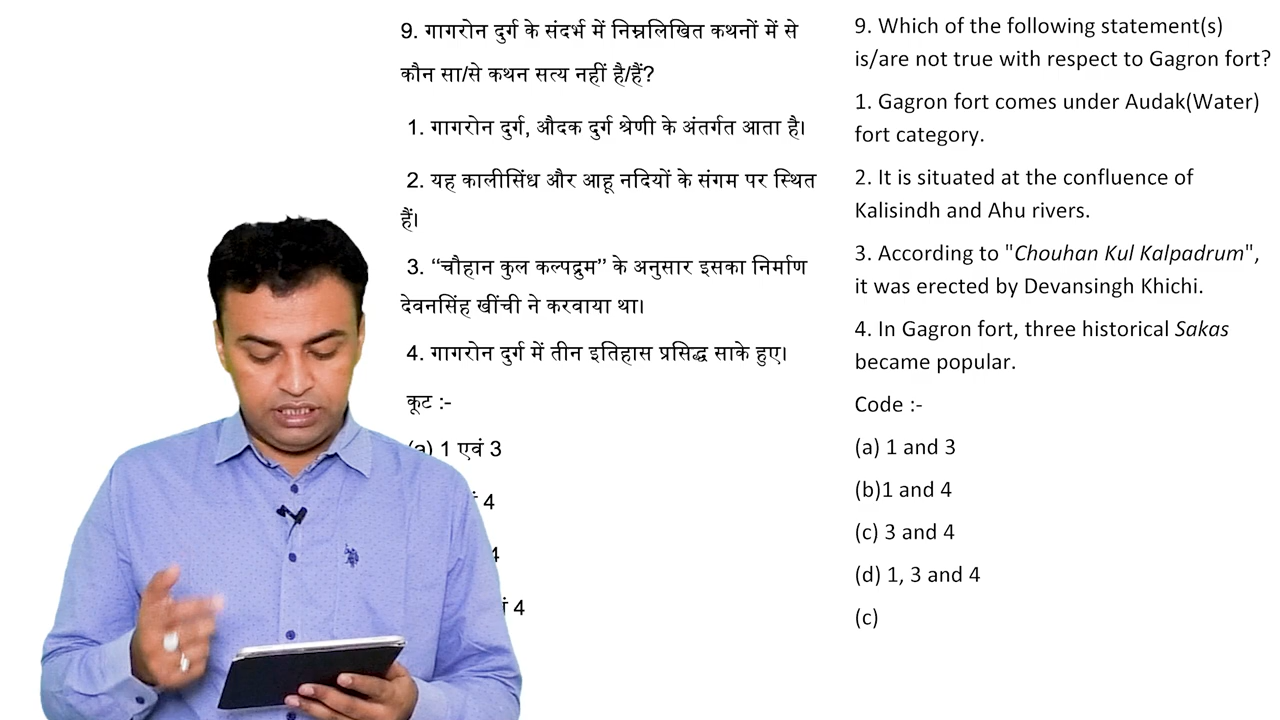 9. गागरोन दुर्ग के संदर्भ में निम्नलिखित कथनों में से
कौन सा/से कथन सत्य नहीं है/हैं?
1. गागरोन दुर्ग, औदक दुर्ग श्रेणी के अंतर्गत आता है।
2. यह कालीसिंध और आहू नदियों के संगम पर स्थित
हैं।
3. “चौहान कुल कल्पद्रुम” के अनुसार इसका निर्माण
देवनसिंह खींची ने करवाया था।
4. गागरोन दुर्ग में तीन इतिहास प्रसिद्ध साके हुए।
कूट :-
(a) 1 एवं 3
4
4
4
9. Which of the following statement(s)
is/are not true with respect to Gagron fort?
1. Gagron fort comes under Audak(Water)
fort category.
2. It is situated at the confluence of
Kalisindh and Ahu rivers.
3. According to "Chouhan Kul Kalpadrum",
it was erected by Devansingh Khichi.
4. In Gagron fort, three historical Sakas
became popular.
Code :-
(a) 1 and 3
(b)1 and 4
(c) 3 and 4
(d) 1, 3 and 4
(c)